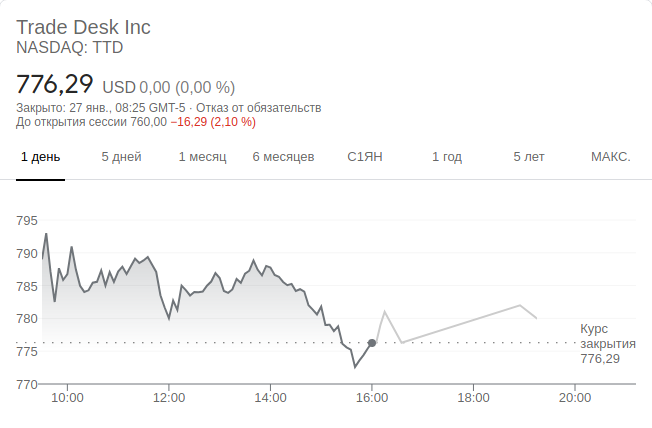 Trade Desk Inc
NASDAQ: TTD
776,29 USD 0,00 (0,00 %)
Закрыто: 27 янв., 08:25 GMT-5 · Отказ от обязательств
До открытия сессии 760,00 −16,29 (2,10 %)
1 день 5 дней 1 месяц 6 месяцев С1ЯН 1 год 5 лет МАКС.
795
790
785
780
775
770
Курс
закрытия
776,29
10:00 12:00 14:00 16:00 18:00 20:00